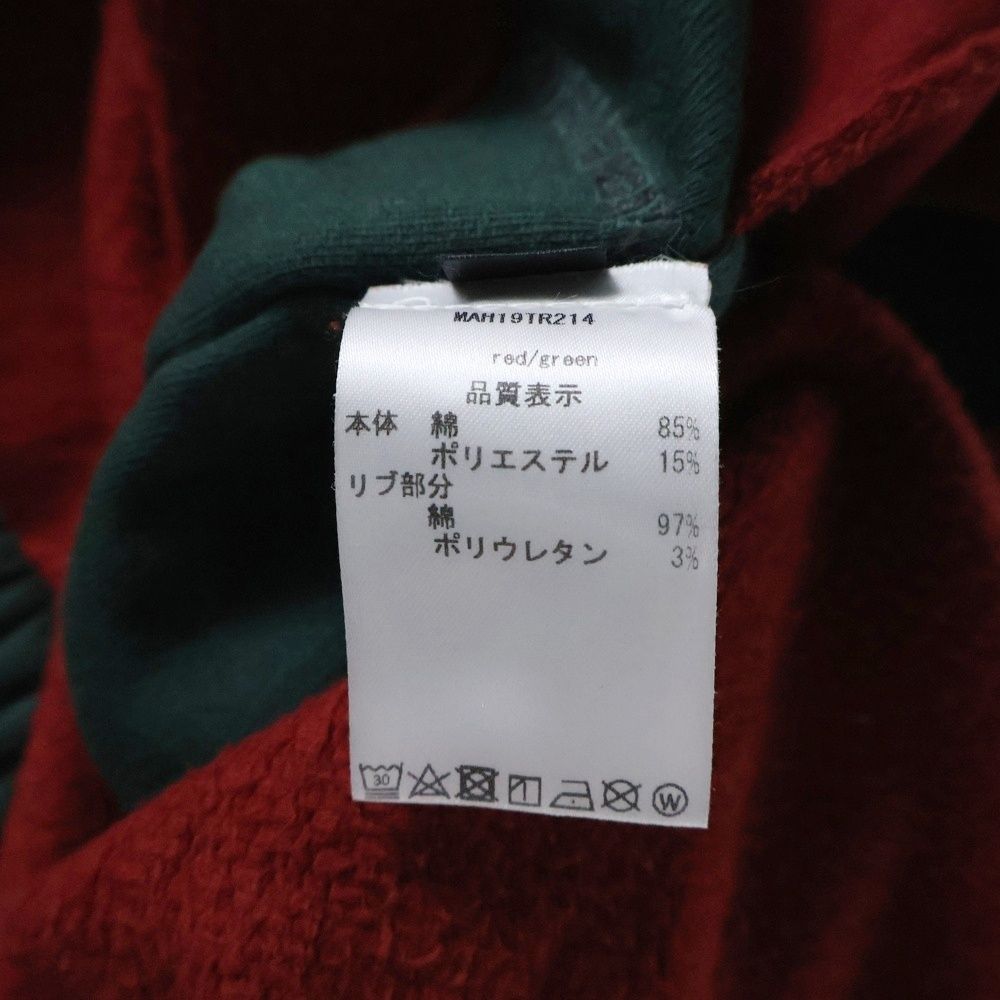 MAH19TR214
red/green
品質表示
本体 綿 85%
ポリエステル 15%
リブ部分
綿 97%
ポリウレタン 3%
30 W